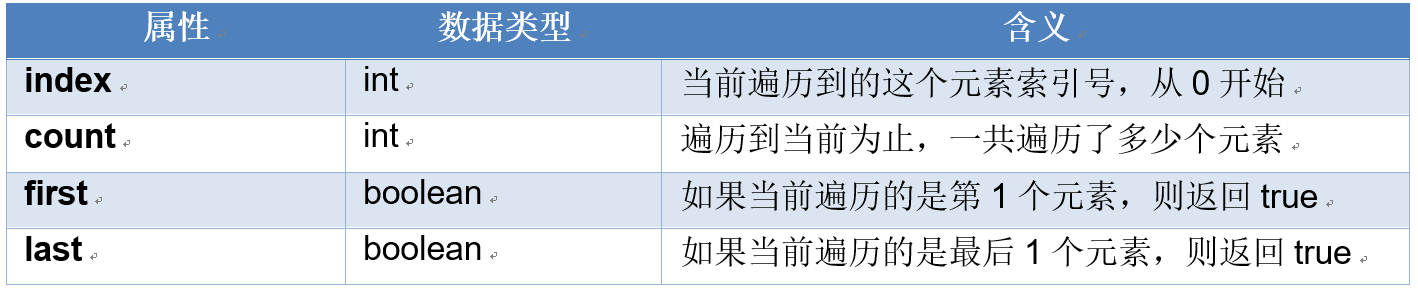 属性 数据类型 含义
index int 当前遍历到的这个元素索引号，从 0 开始
count int 遍历到当前为止，一共遍历了多少个元素
first boolean 如果当前遍历的是第 1 个元素，则返回 true
last boolean 如果当前遍历的是最后 1 个元素，则返回 true